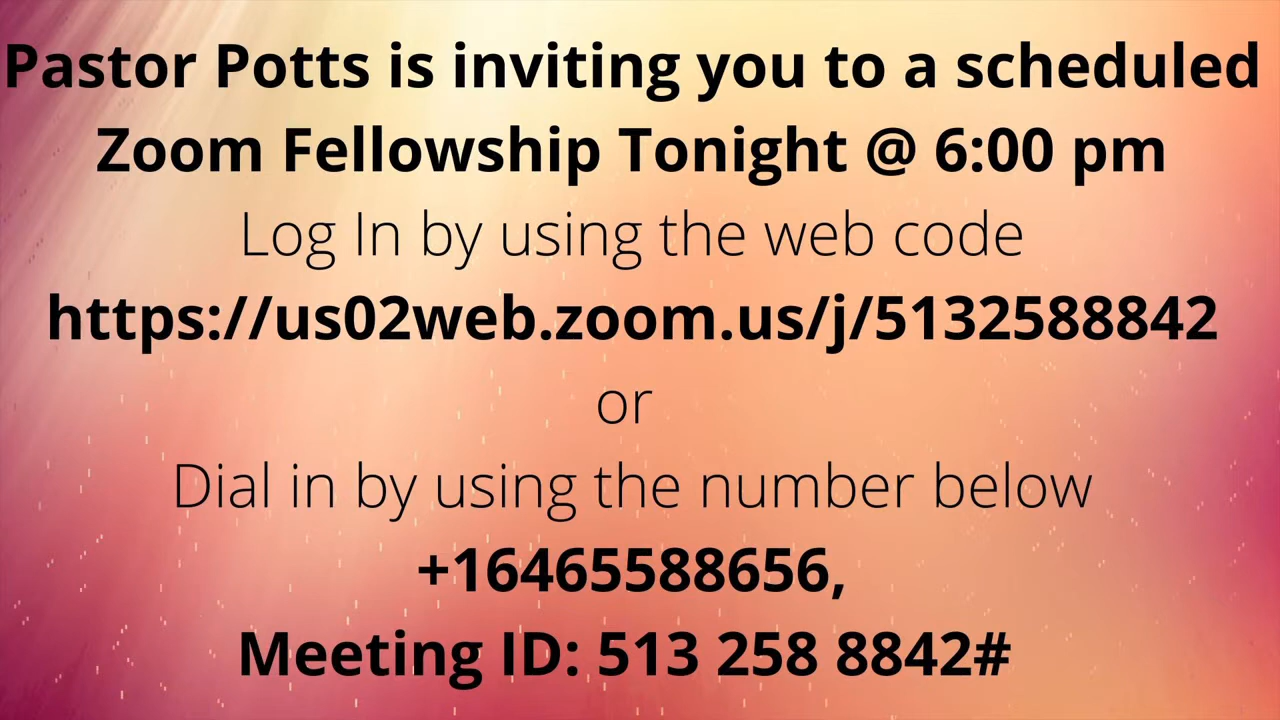 Pastor Potts is inviting you to a scheduled
Zoom Fellowship Tonight @ 6:00 pm
Log In by using the web code
https://us02web.zoom.us/j/5132588842
or
Dial in by using the number below
+16465588656,
Meeting ID: 513 258 8842#